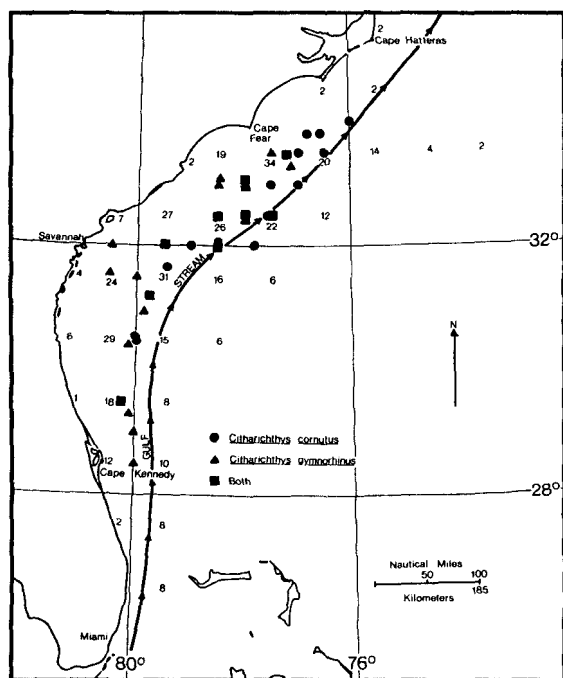 2
Cape Hatteras
2
2
Cape
Fear
19
34
20
14
4
2
2
7
27
26
22
12
Savannah
32°
4
24
31
STREAM
16
6
6
29
15
6
N
1
18
8
GULF
Citharichthys cornutus
Citharichthys gymnorhinus
Both
12
Cape Kennedy
10
28°
2
8
Nautical Miles
50 100
Kilometers 185
8
Miami
80° 76°